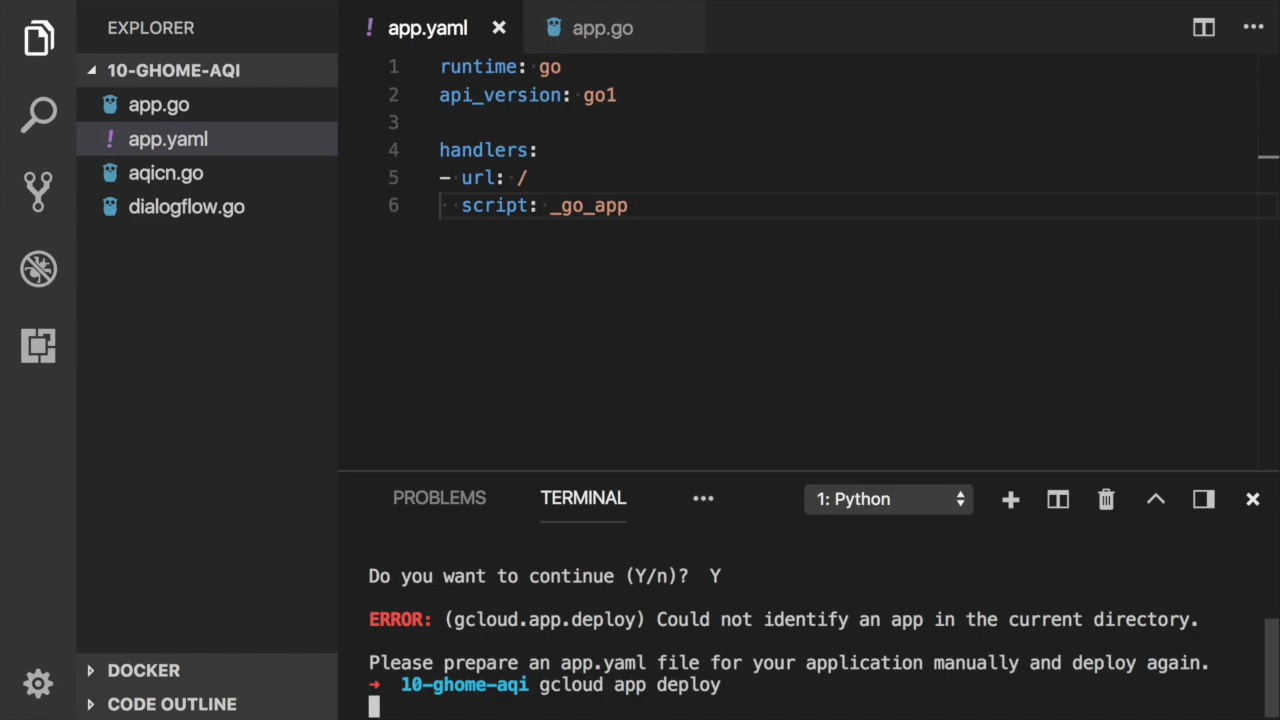 EXPLORER
10-GHOME-AQI
app.go
app.yaml
aqicn.go
dialogflow.go
DOCKER
CODE OUTLINE
! app.yaml
app.go
1 runtime: go
2 api_version: go1
3
4 handlers:
5 - url: /
6 script: _go_app
PROBLEMS TERMINAL ••• 1: Python
Do you want to continue (Y/n)? Y
ERROR: (gcloud.app.deploy) Could not identify an app in the current directory.
Please prepare an app.yaml file for your application manually and deploy again.
→ 10-ghome-aqi gcloud app deploy